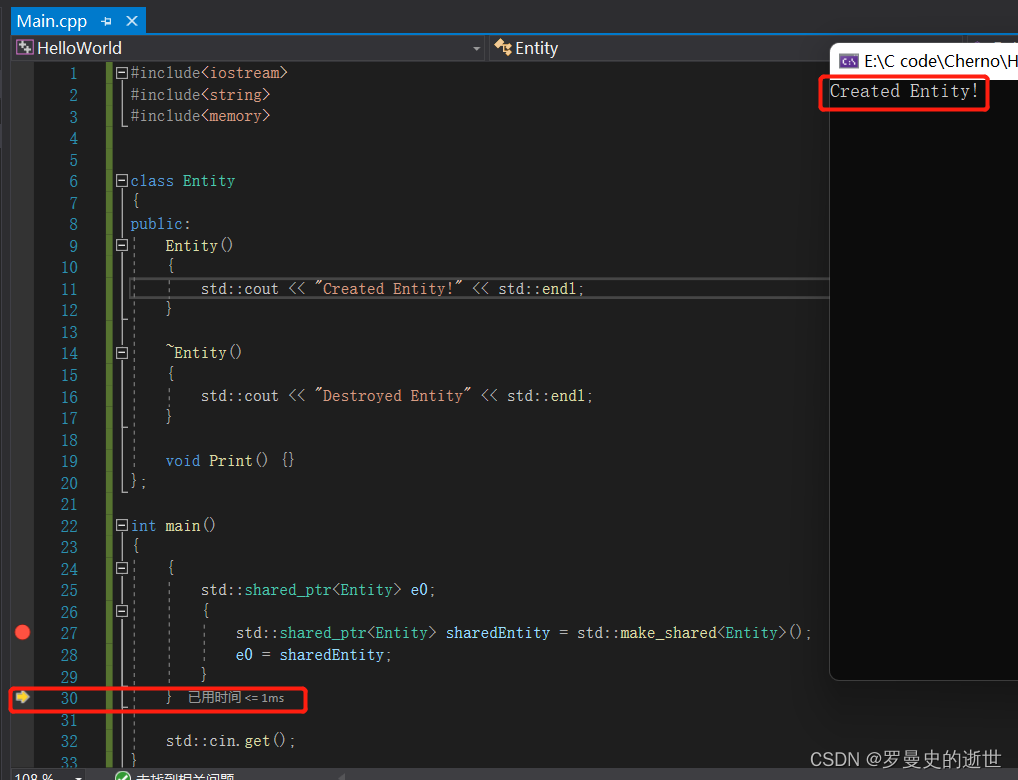 Main.cpp
HelloWorld
Entity
E:\C code\Cherno\H
Created Entity!
1 #include<iostream>
2 #include<string>
3 #include<memory>
4
5
6 class Entity
7 {
8 public:
9 Entity()
10 {
11 std::cout << "Created Entity!" << std::endl;
12 }
13
14 ~Entity()
15 {
16 std::cout << "Destroyed Entity" << std::endl;
17 }
18
19 void Print() {}
20 };
21
22 int main()
23 {
24 {
25 std::shared_ptr<Entity> e0;
26 {
27 std::shared_ptr<Entity> sharedEntity = std::make_shared<Entity>();
28 e0 = sharedEntity;
29 }
30 } 已用时间 <= 1ms
31
32 std::cin.get();
33 }
108 %
未找到相关问题
CSDN @罗曼史的逝世